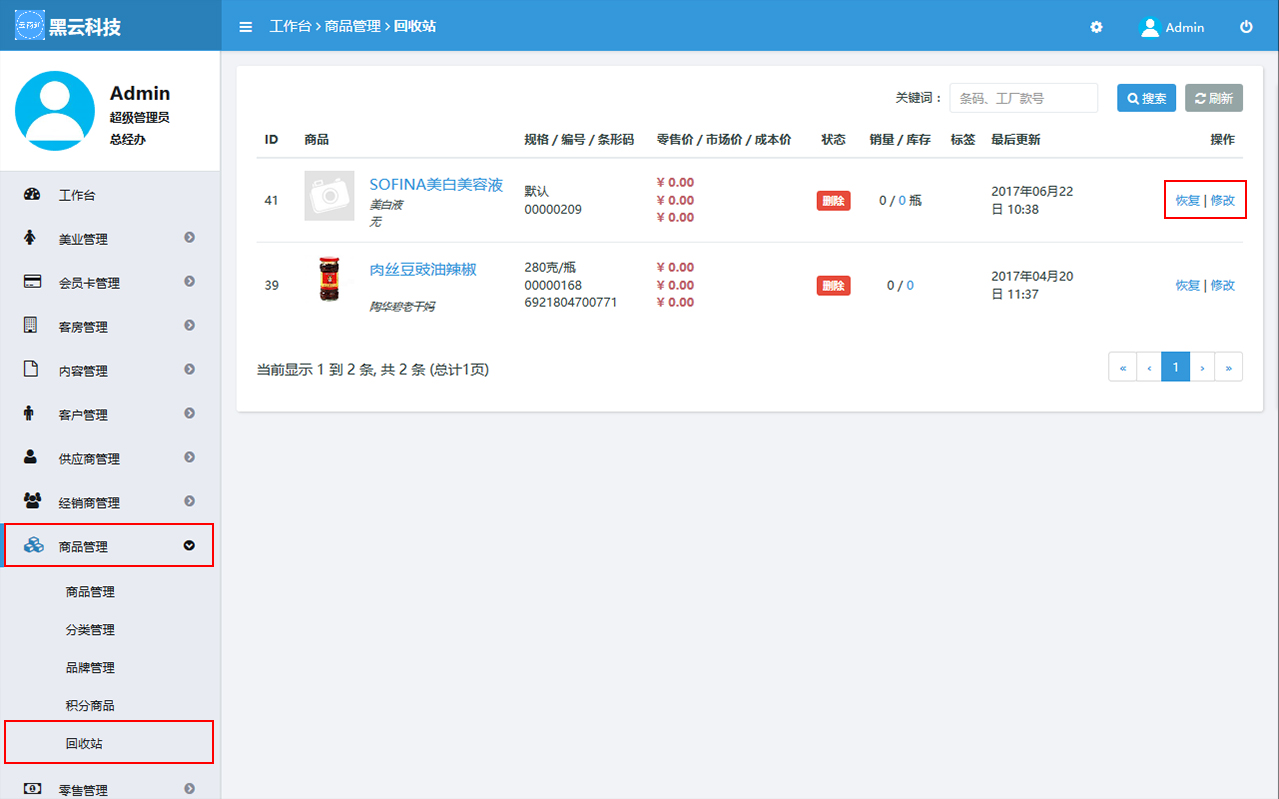 黑云科技
工作台 › 商品管理 › 回收站
Admin
Admin
超级管理员
总经办
工作台
美业管理
会员卡管理
客房管理
内容管理
客户管理
供应商管理
经销商管理
商品管理
商品管理
分类管理
品牌管理
积分商品
回收站
零售管理
关键词： 条码、工厂款号 搜索 刷新
ID 商品 规格 / 编号 / 条形码 零售价 / 市场价 / 成本价 状态 销量 / 库存 标签 最后更新 操作
41 SOFINA美白美容液 美白液 无 默认 00000209 ¥ 0.00 ¥ 0.00 ¥ 0.00 删除 0 / 0 瓶 2017年06月22日 10:38 恢复 | 修改
39 肉丝豆豉油辣椒 陶华碧老干妈 280克/瓶 00000168 6921804700771 ¥ 0.00 ¥ 0.00 ¥ 0.00 删除 0 / 0 2017年04月20日 11:37 恢复 | 修改
当前显示 1 到 2 条, 共 2 条 (总计1页)
« ‹ 1 › »